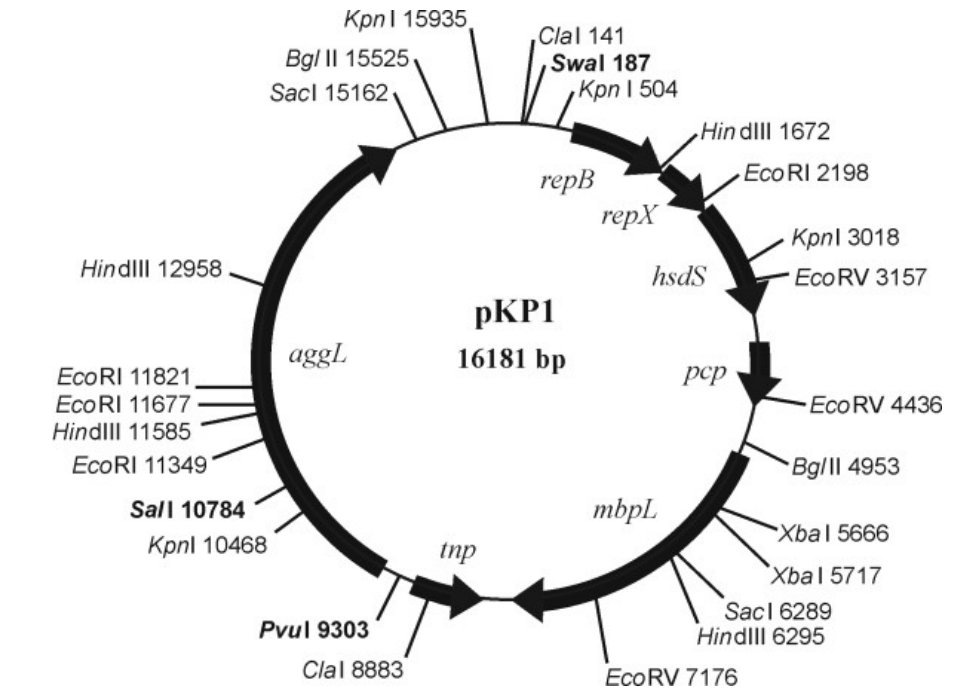 KpnI 15935
ClaI 141
BglII 15525
SwaI 187
SacI 15162
KpnI 504
HindIII 1672
repB
EcoRI 2198
repX
KpnI 3018
HindIII 12958
hsdS
EcoRV 3157
pKP1
aggL
16181 bp
pcp
EcoRI 11821
EcoRI 11677
EcoRV 4436
HindIII 11585
EcoRI 11349
BglII 4953
SalI 10784
mbpL
XbaI 5666
KpnI 10468
tnp
XbaI 5717
SacI 6289
PvuI 9303
HindIII 6295
ClaI 8883
EcoRV 7176